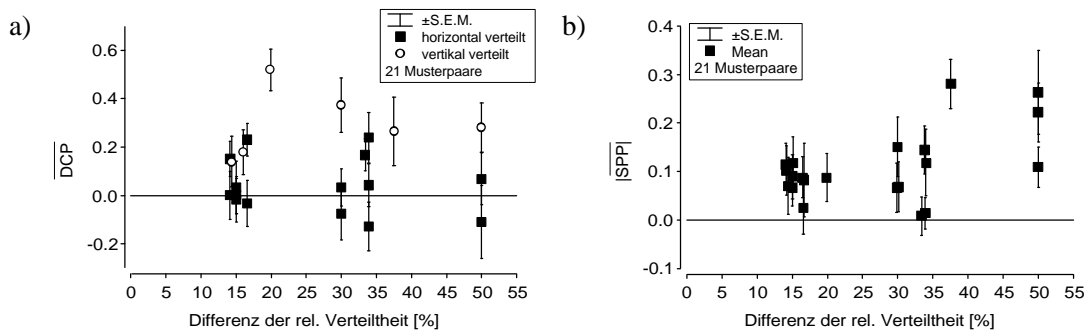 a)
DCP
0.6
0.4
0.2
0.0
-0.2
±S.E.M.
horizontal verteilt
vertikal verteilt
21 Musterpaare
0 5 10 15 20 25 30 35 40 45 50 55
Differenz der rel. Verteiltheit [%]
b)
|SPP|
0.4
0.3
0.2
0.1
0.0
-0.1
±S.E.M.
Mean
21 Musterpaare
0 5 10 15 20 25 30 35 40 45 50 55
Differenz der rel. Verteiltheit [%]